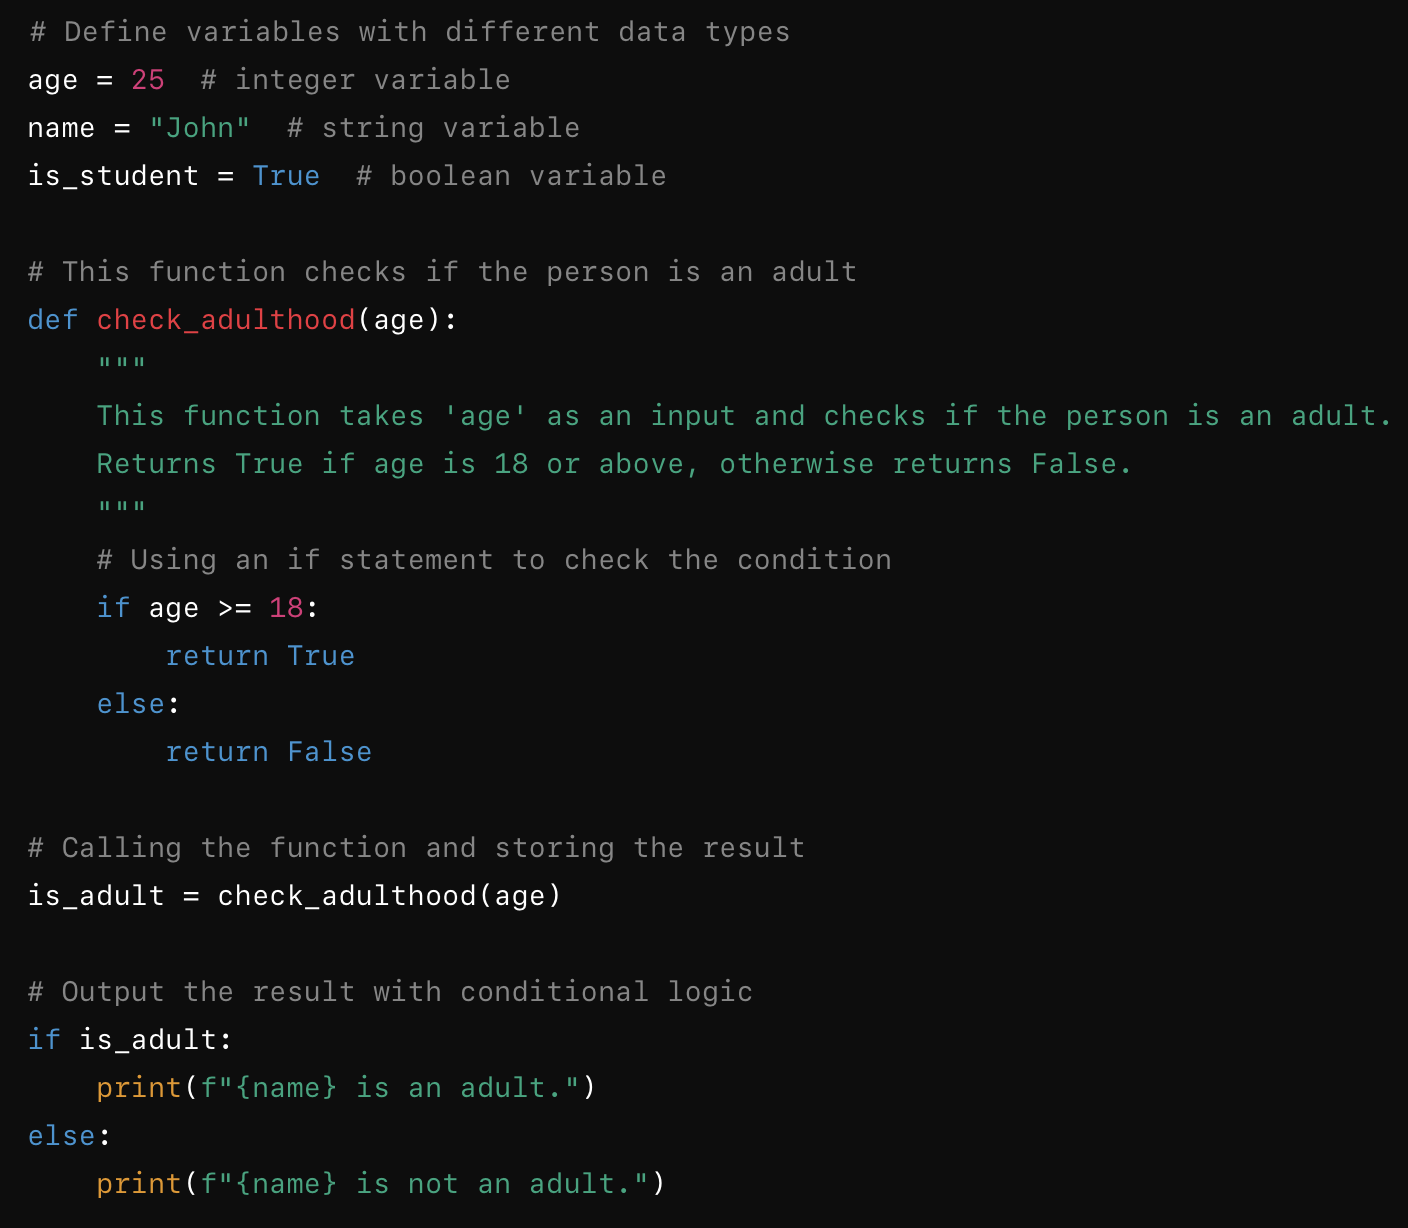 # Define variables with different data types
age = 25  # integer variable
name = "John"  # string variable
is_student = True  # boolean variable

# This function checks if the person is an adult
def check_adulthood(age):
    """
    This function takes 'age' as an input and checks if the person is an adult.
    Returns True if age is 18 or above, otherwise returns False.
    """
    # Using an if statement to check the condition
    if age >= 18:
        return True
    else:
        return False

# Calling the function and storing the result
is_adult = check_adulthood(age)

# Output the result with conditional logic
if is_adult:
    print(f"{name} is an adult.")
else:
    print(f"{name} is not an adult.")